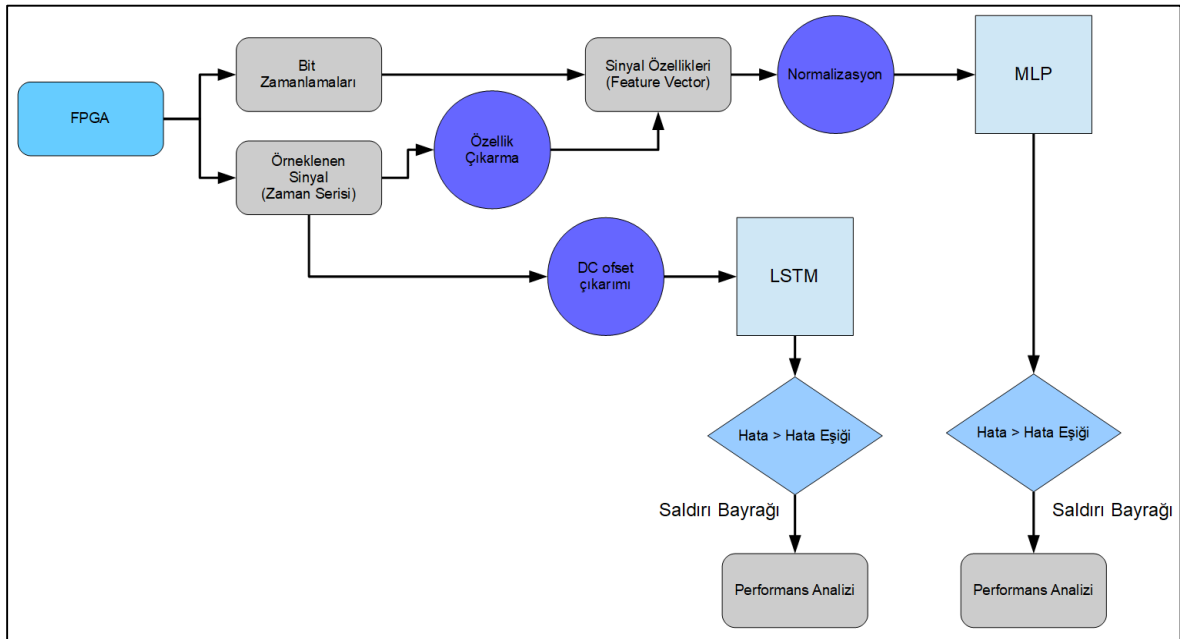 FPGA
Bit
Zamanlamaları
Sinyal Özellikleri
(Feature Vector)
Normalizasyon
MLP
Örneklenen
Sinyal
(Zaman Serisi)
Özellik
Çıkarma
DC ofset
çıkarımı
LSTM
Hata > Hata Eşiği
Hata > Hata Eşiği
Saldırı Bayrağı
Saldırı Bayrağı
Performans Analizi
Performans Analizi